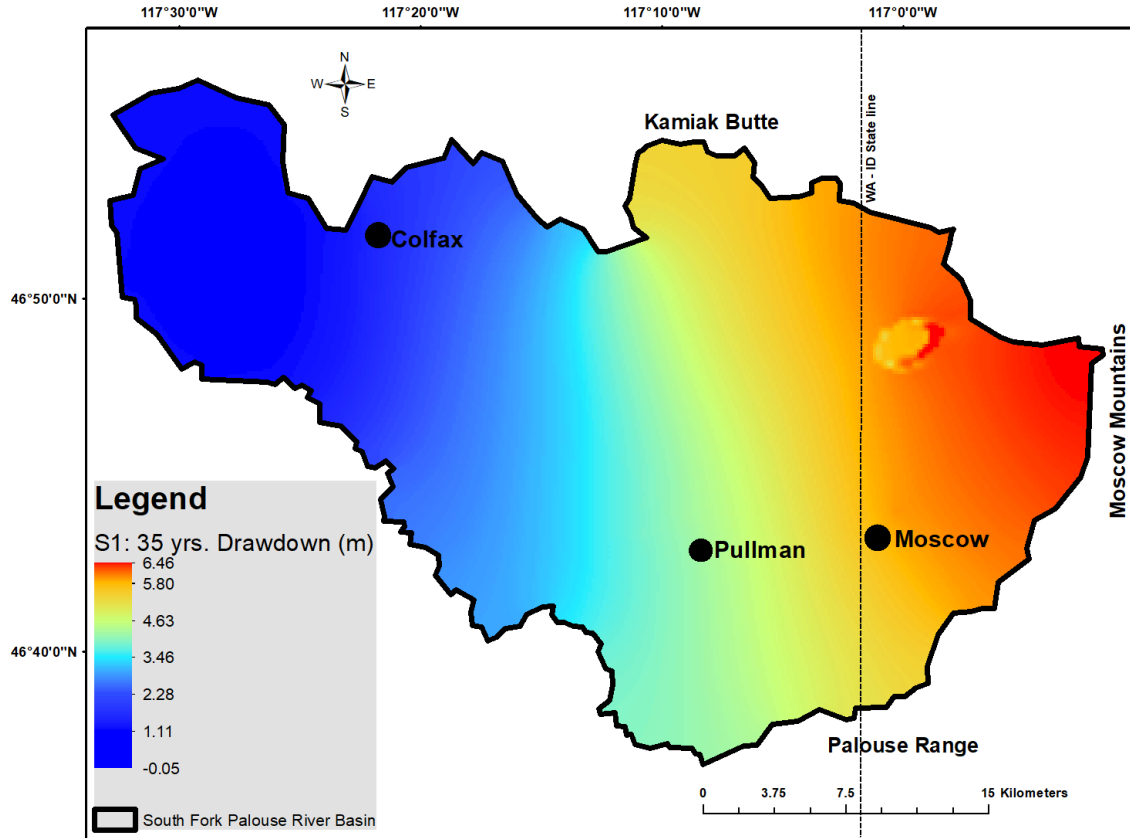 117°30'0"W 117°20'0"W 117°10'0"W 117°0'0"W
N
W E
S
Kamiak Butte
WA - ID State line
Colfax
46°50'0"N
Moscow Mountains
Legend
S1: 35 yrs. Drawdown (m)
6.46
5.80
4.63
3.46
2.28
1.11
-0.05
South Fork Palouse River Basin
Pullman
Moscow
46°40'0"N
Palouse Range
0 3.75 7.5 15 Kilometers